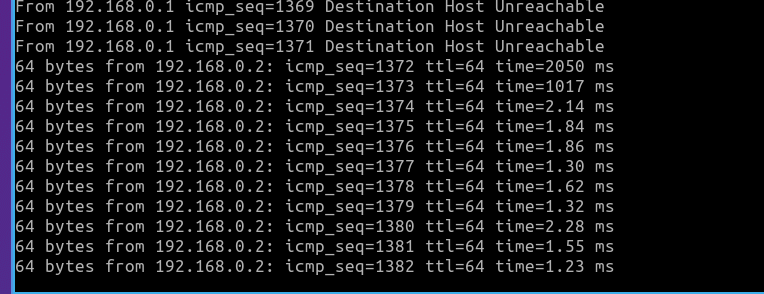 From 192.168.0.1 icmp_seq=1369 Destination Host Unreachable
From 192.168.0.1 icmp_seq=1370 Destination Host Unreachable
From 192.168.0.1 icmp_seq=1371 Destination Host Unreachable
64 bytes from 192.168.0.2: icmp_seq=1372 ttl=64 time=2050 ms
64 bytes from 192.168.0.2: icmp_seq=1373 ttl=64 time=1017 ms
64 bytes from 192.168.0.2: icmp_seq=1374 ttl=64 time=2.14 ms
64 bytes from 192.168.0.2: icmp_seq=1375 ttl=64 time=1.84 ms
64 bytes from 192.168.0.2: icmp_seq=1376 ttl=64 time=1.86 ms
64 bytes from 192.168.0.2: icmp_seq=1377 ttl=64 time=1.30 ms
64 bytes from 192.168.0.2: icmp_seq=1378 ttl=64 time=1.62 ms
64 bytes from 192.168.0.2: icmp_seq=1379 ttl=64 time=1.32 ms
64 bytes from 192.168.0.2: icmp_seq=1380 ttl=64 time=2.28 ms
64 bytes from 192.168.0.2: icmp_seq=1381 ttl=64 time=1.55 ms
64 bytes from 192.168.0.2: icmp_seq=1382 ttl=64 time=1.23 ms